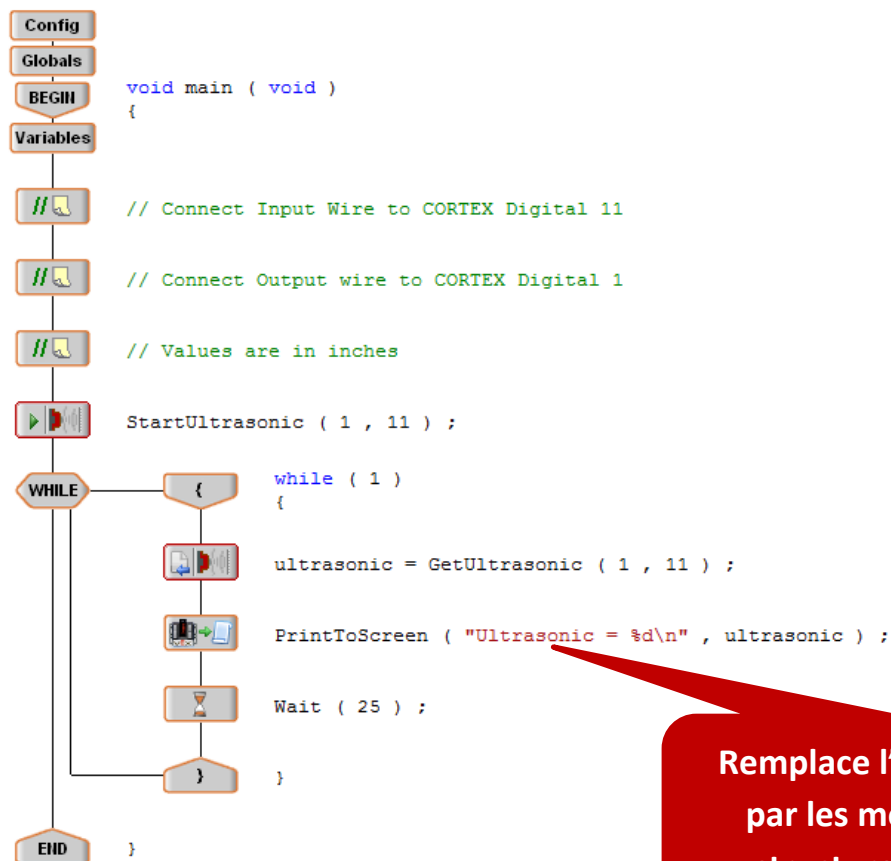 Config
Globals
BEGIN
void main ( void )
{
Variables
//
// Connect Input Wire to CORTEX Digital 11
//
// Connect Output wire to CORTEX Digital 1
//
// Values are in inches
StartUltrasonic ( 1 , 11 ) ;
WHILE
{
while ( 1 )
{
ultrasonic = GetUltrasonic ( 1 , 11 ) ;
PrintToScreen ( "Ultrasonic = %d\n" , ultrasonic ) ;
Wait ( 25 ) ;
}
}
Remplace l'
par les
END
}